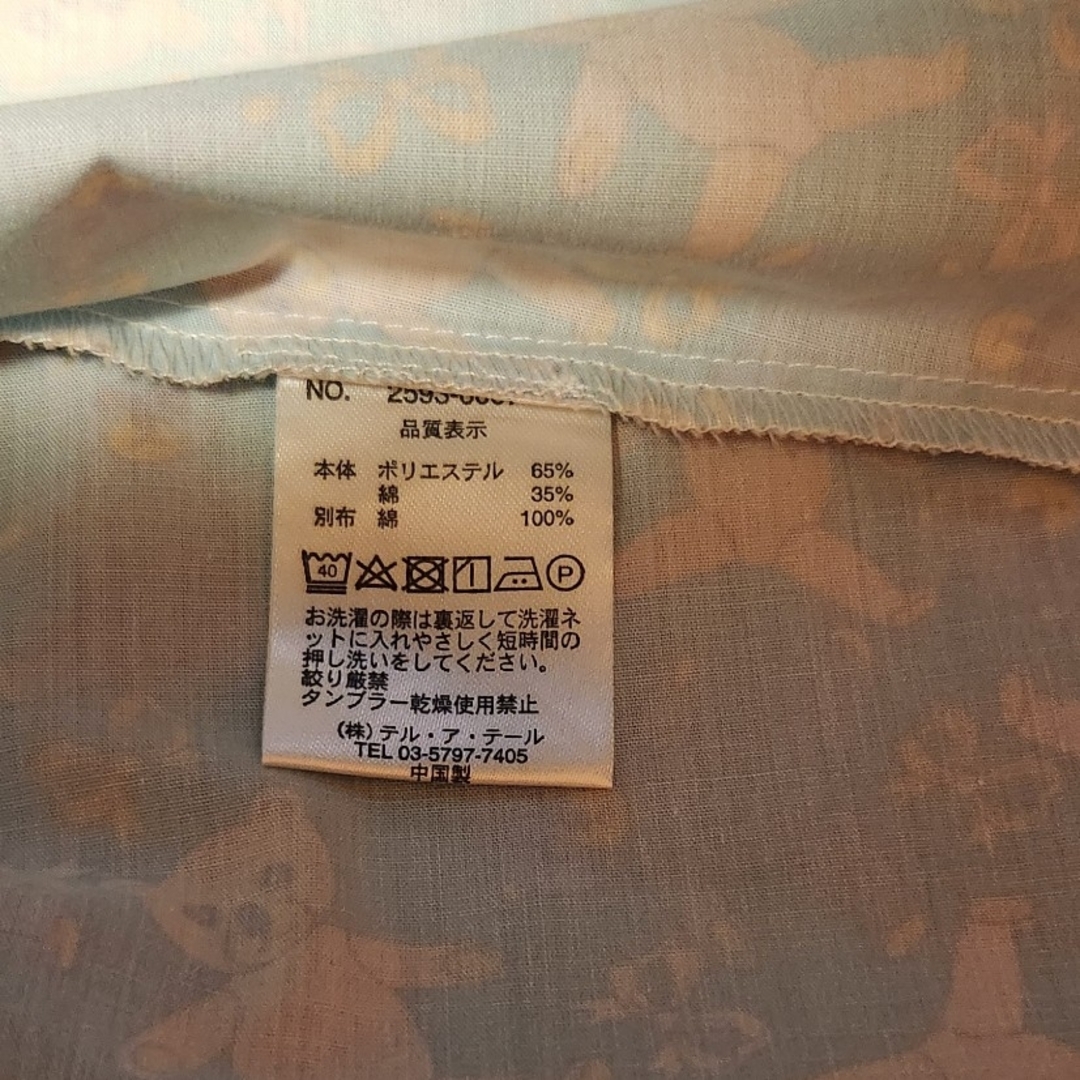 NO.
品質表示
本体 ポリエステル 65%
綿 35%
別布 綿 100%
40 P
お洗濯の際は裏返して洗濯ネ
ットに入れやさしく短時間の
押し洗いをしてください。
絞り厳禁
タンブラー乾燥使用禁止
(株)テル・ア・テール
TEL 03-5797-7405
中国製